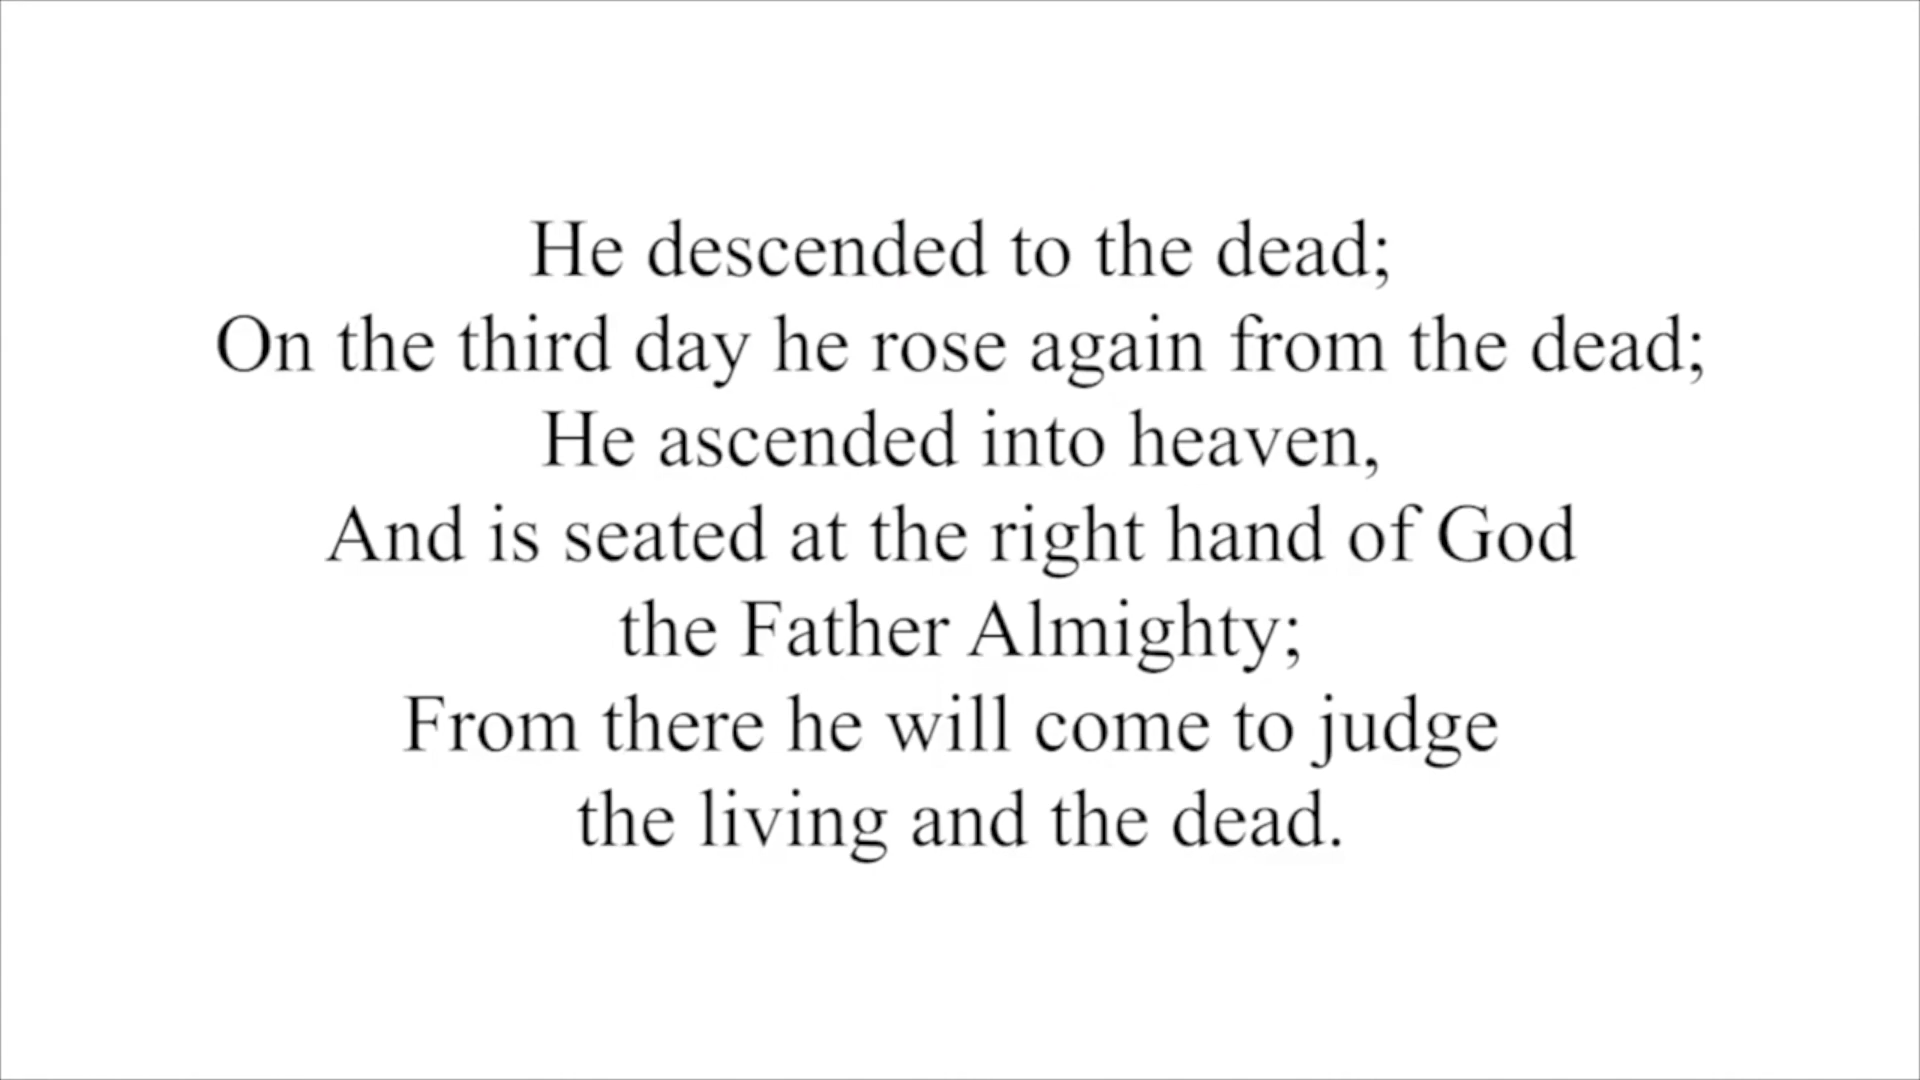 He descended to the dead;
On the third day he rose again from the dead;
He ascended into heaven,
And is seated at the right hand of God
the Father Almighty;
From there he will come to judge
the living and the dead.